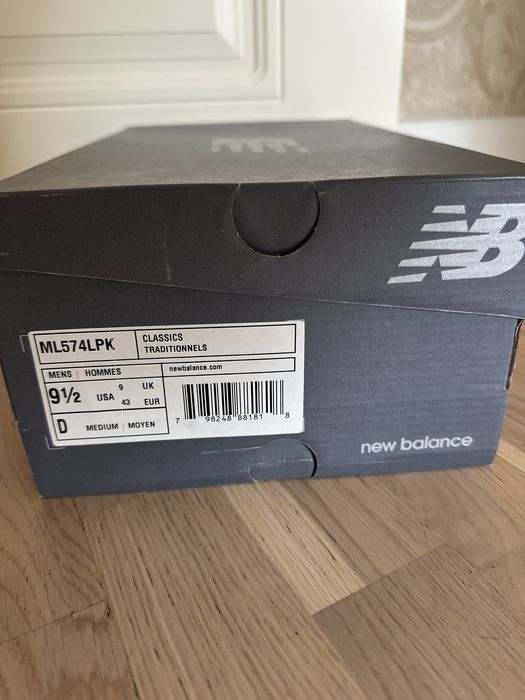 NB
ML574LPK
CLASSICS
TRADITIONNELS
MENS | HOMMES
newbalance.com
9½ USA
9 UK
43 EUR
7 98248 88181 8
D MEDIUM | MOYEN
new balance